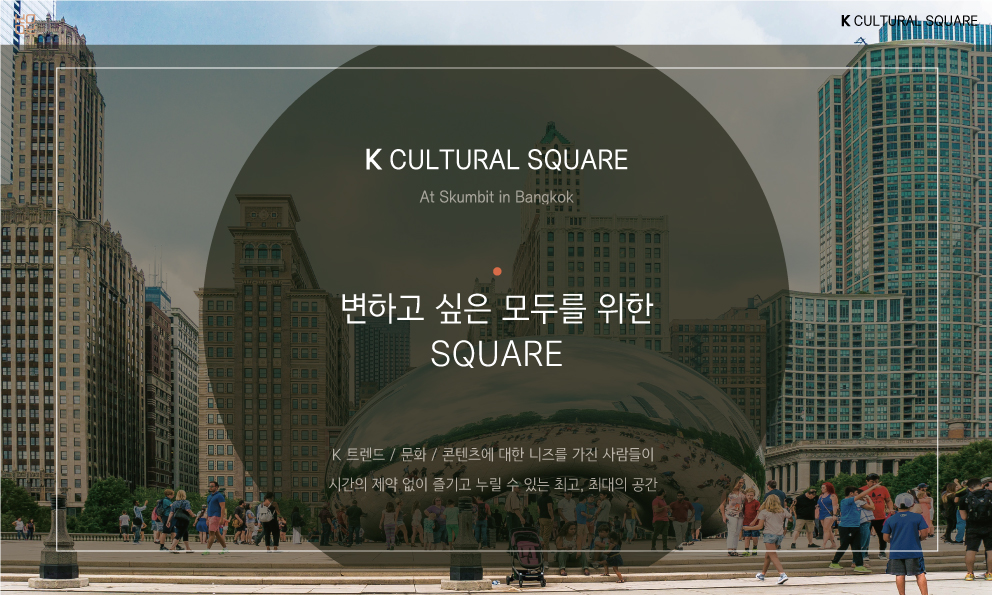 K CULTURAL SQUARE
K CULTURAL SQUARE
At Skumbit in Bangkok
변하고 싶은 모두를 위한
SQUARE
K 트렌드 / 문화 / 콘텐츠에 대한 니즈를 가진 사람들이
시간의 제약 없이 즐기고 누릴 수 있는 최고, 최대의 공간